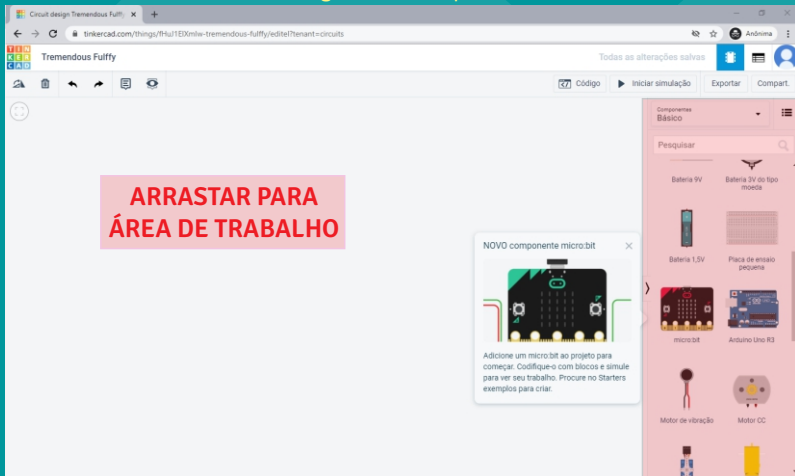 Circuit design Tremendous Fulffy
tinkercad.com/things/fHuJ1ElXmIw-tremendous-fulffy/editel?tenant=circuits
Anônima
TIN
KER
CAD
Tremendous Fulffy
Todas as alterações salvas
Código
Iniciar simulação
Exportar
Compart.
Componentes
Básico
Pesquisar
ARRASTAR PARA
ÁREA DE TRABALHO
Bateria 9V
Bateria 3V do tipo
moeda
Bateria 1,5V
Placa de ensaio
pequena
NOVO componente micro:bit
Adicione um micro:bit ao projeto para
começar. Codifique-o com blocos e simule
para ver seu trabalho. Procure no Starters
exemplos para criar.
micro:bit
Arduino Uno R3
Motor de vibração
Motor CC